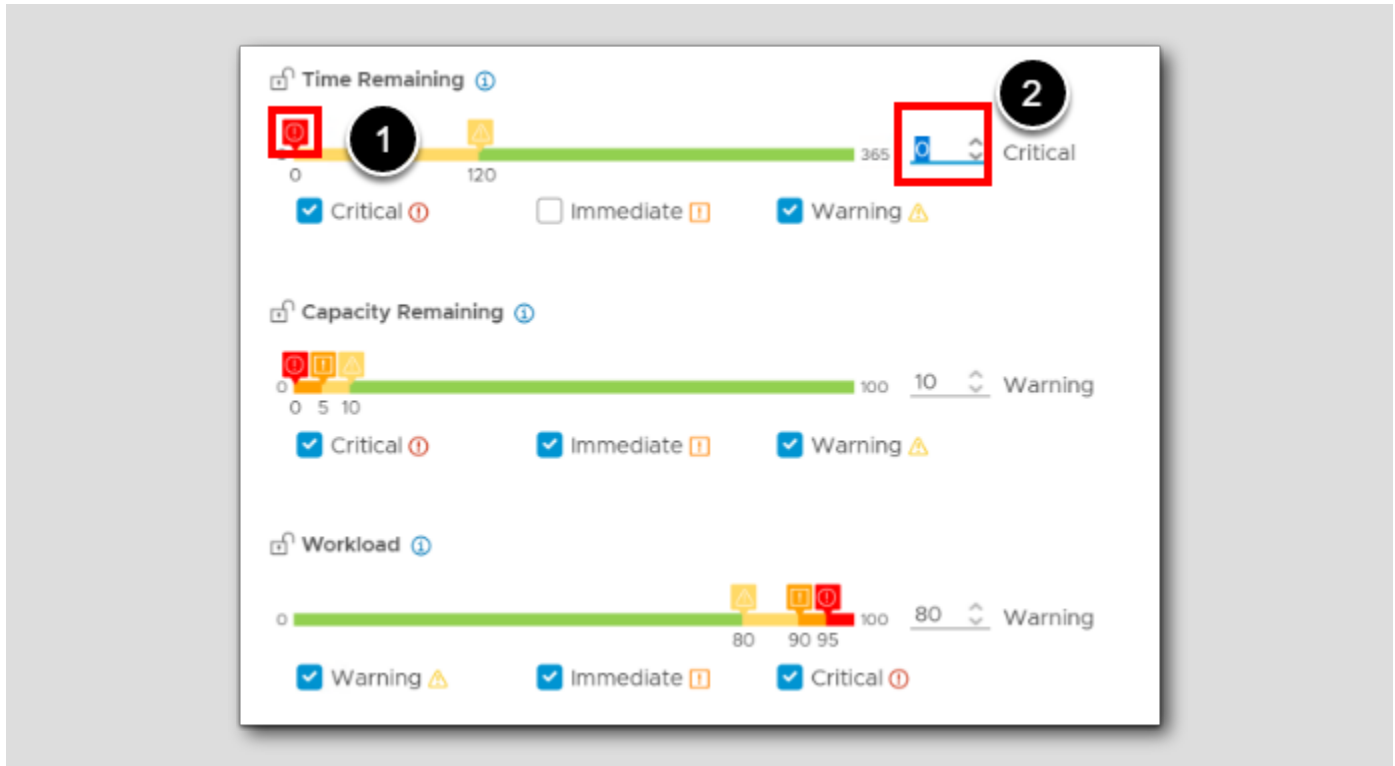 Time Remaining
2
1
0 365 0 Critical
0 120
Critical Immediate Warning
Capacity Remaining
0 100 10 Warning
0 5 10
Critical Immediate Warning
Workload
0 100 80 Warning
80 90 95
Warning Immediate Critical